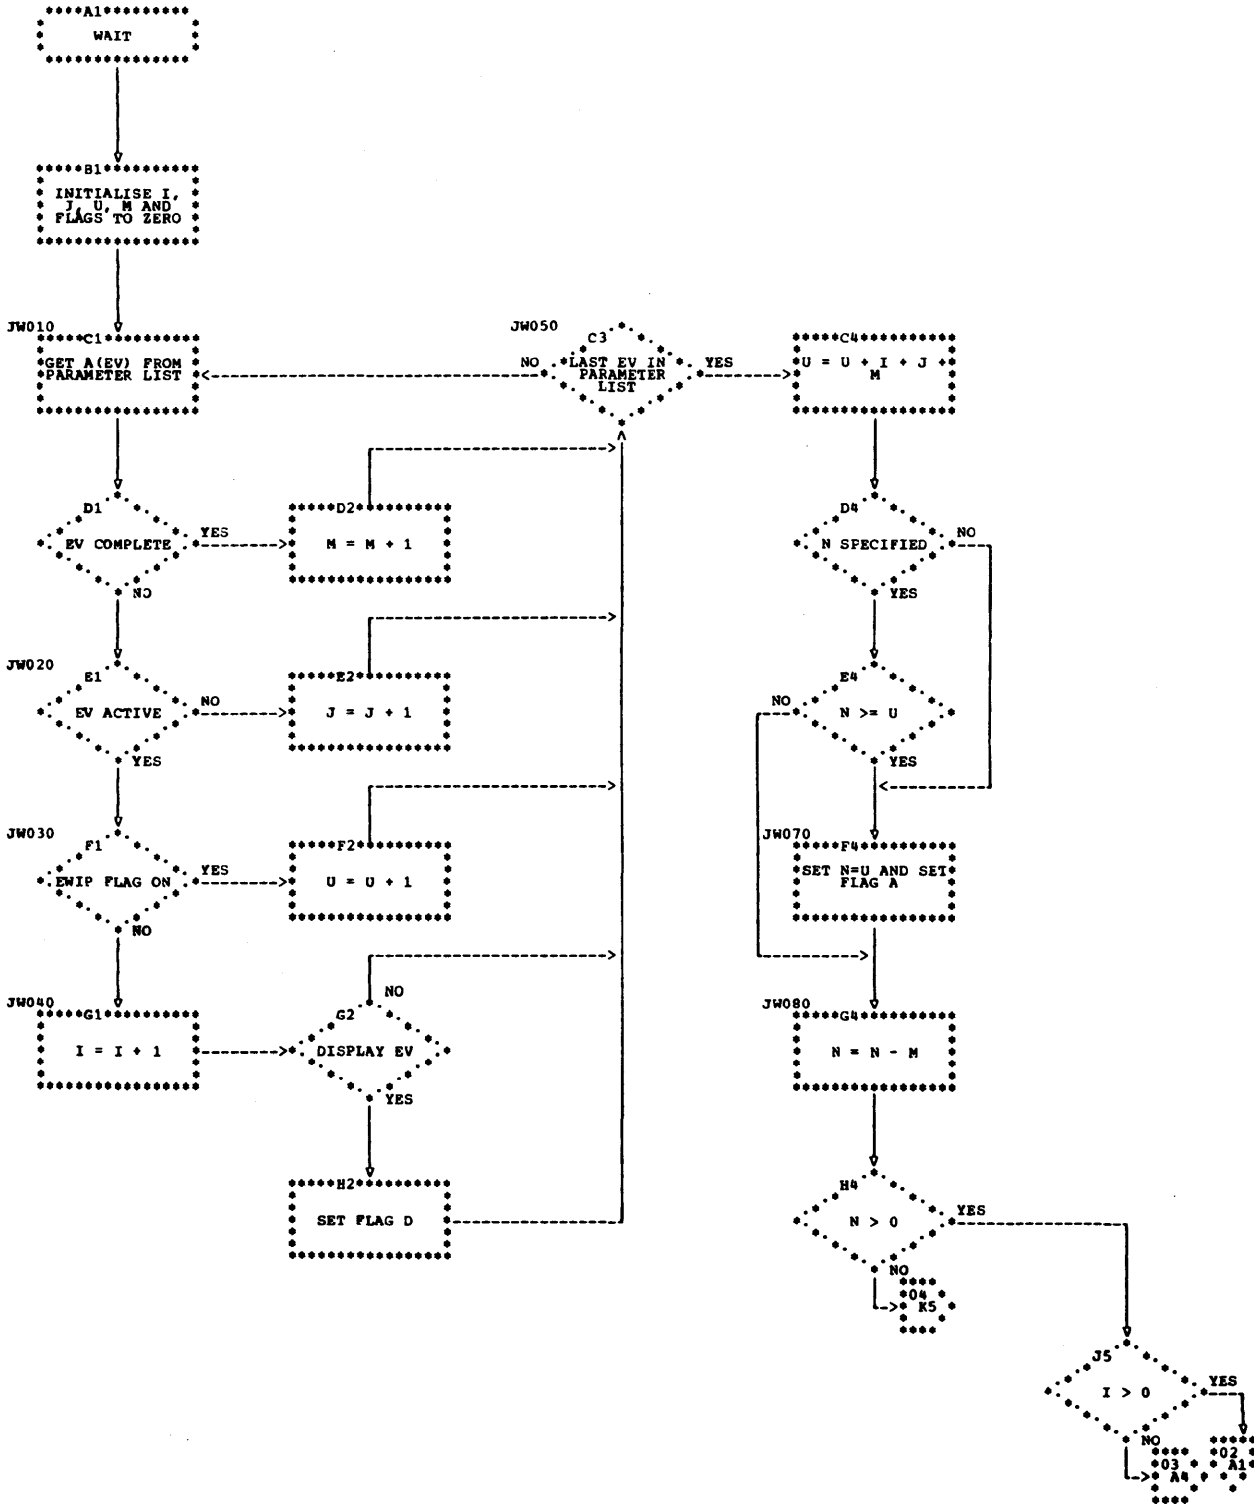 A1
WAIT
B1
INITIALISE I,
J, U, M AND
FLAGS TO ZERO
JW010
C1
GET A(EV) FROM
PARAMETER LIST
JW050
C3
NO
LAST EV IN
PARAMETER
LIST
YES
C4
U = U + I + J +
M
D1
EV COMPLETE
YES
NO
D2
M = M + 1
D4
N SPECIFIED
NO
YES
JW020
E1
EV ACTIVE
NO
YES
E2
J = J + 1
E4
NO
N >= U
YES
JW030
F1
EWIP FLAG ON
YES
NO
F2
U = U + 1
JW070
F4
SET N=U AND SET
FLAG A
JW040
G1
I = I + 1
NO
G2
DISPLAY EV
YES
JW080
G4
N = N - M
H2
SET FLAG D
H4
N > 0
YES
NO
04
K5
J5
I > 0
YES
NO
03
A4
02
A1